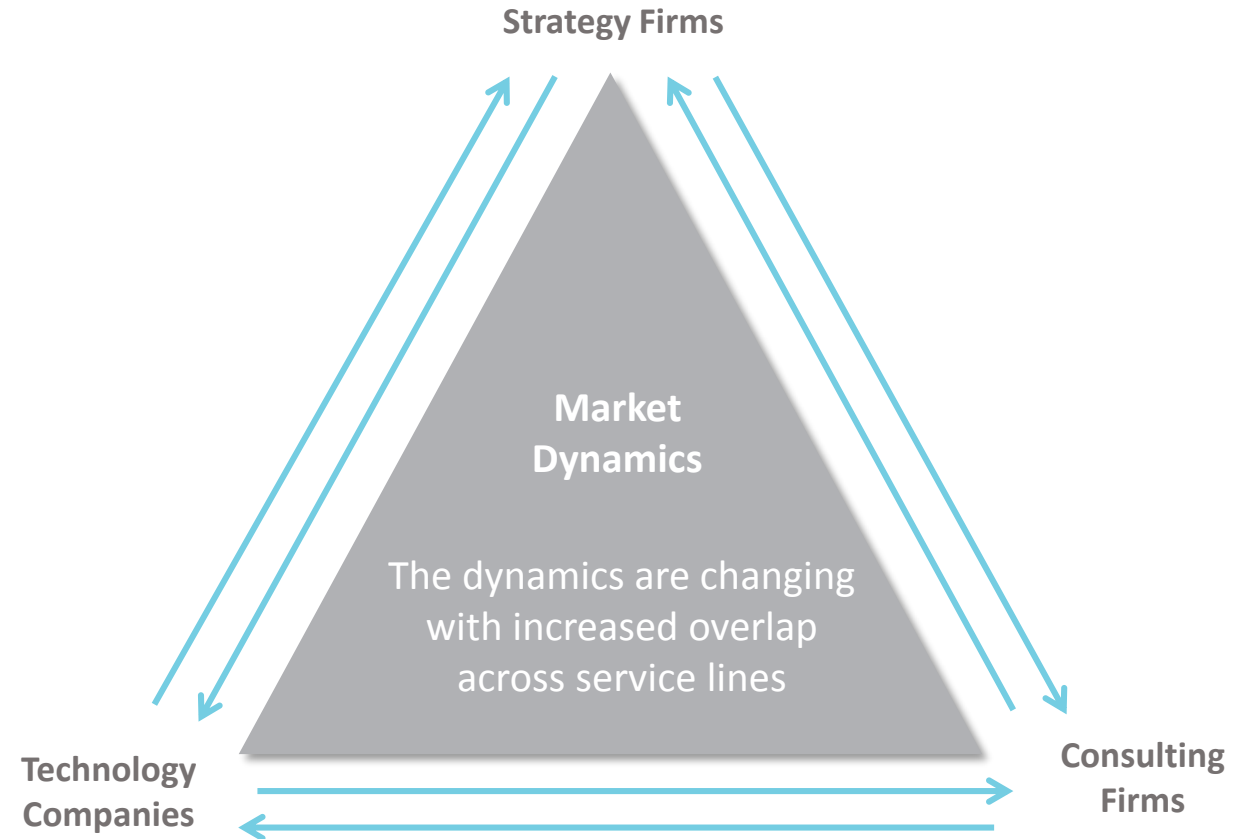 Strategy Firms
Market
Dynamics
The dynamics are changing
with increased overlap
across service lines
Technology
Companies
Consulting
Firms